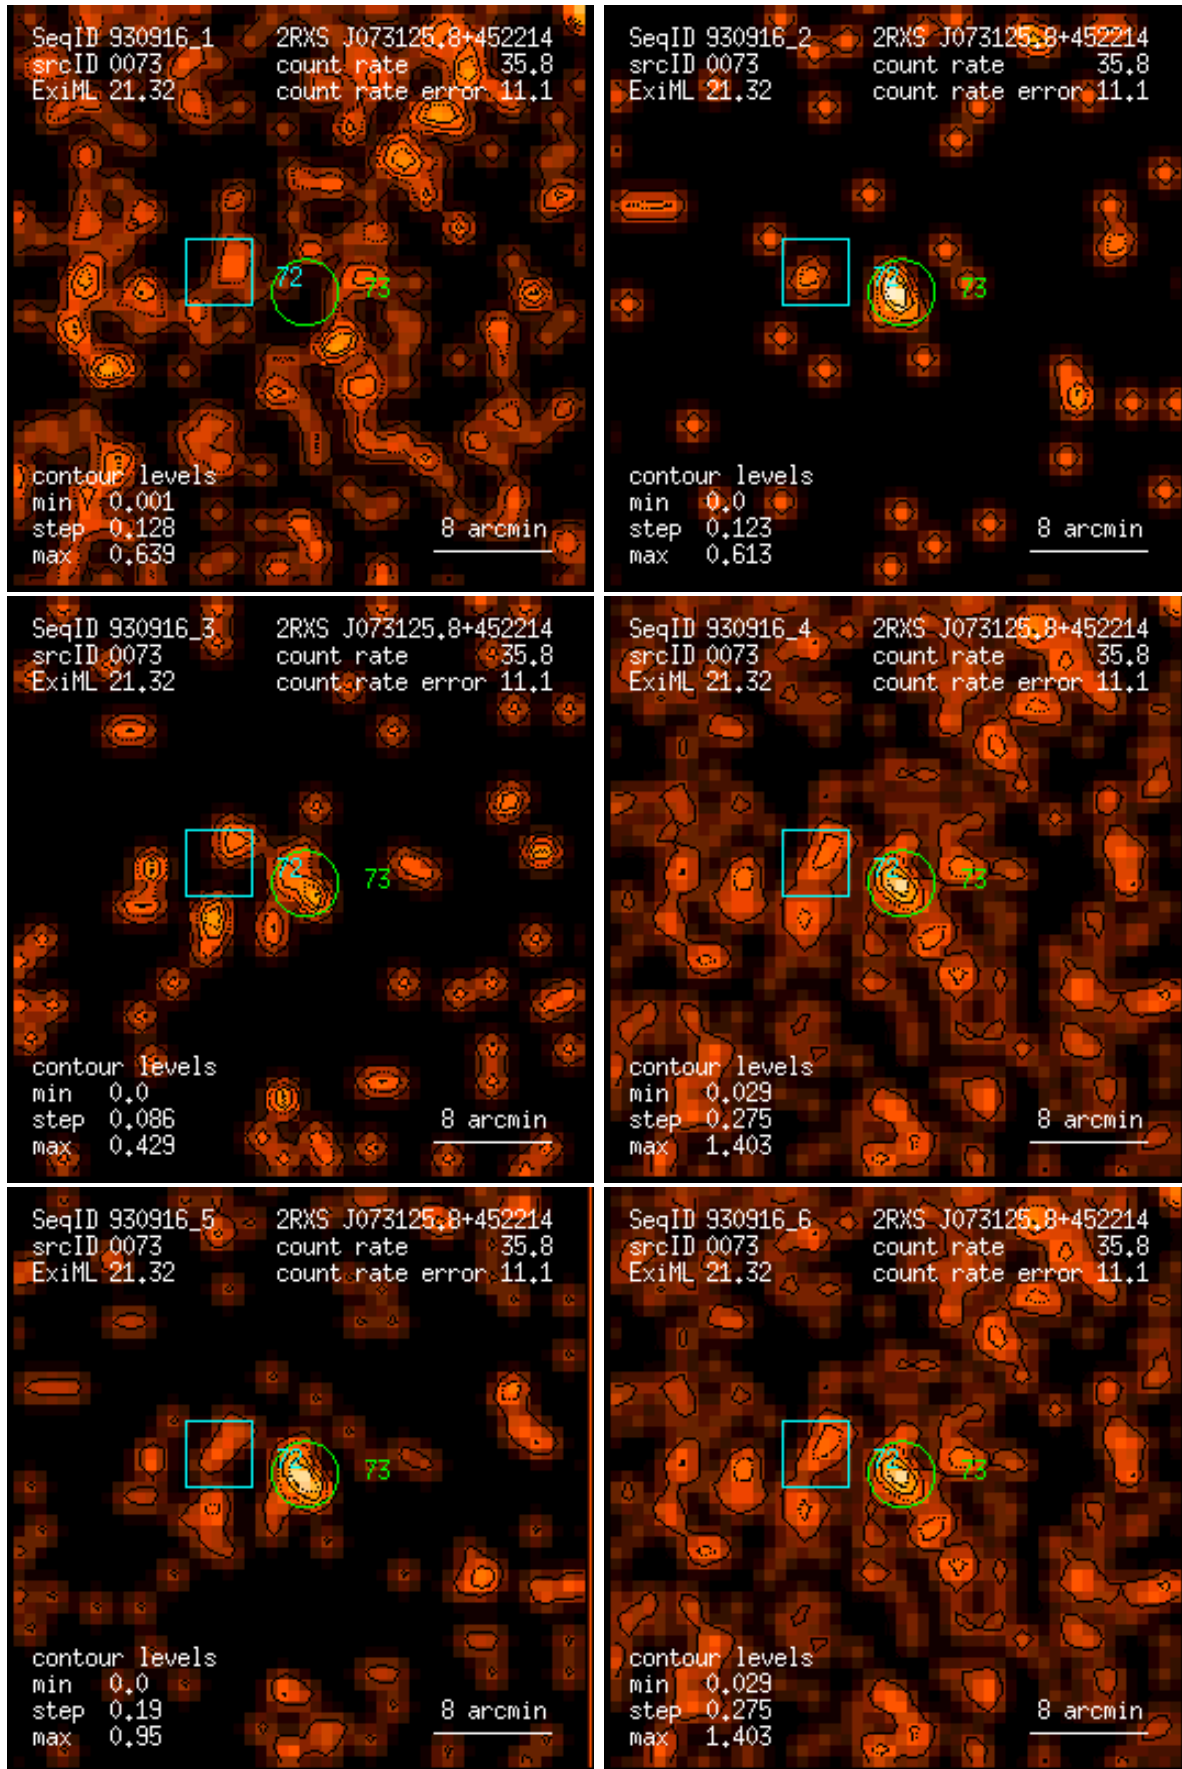 SeqID 930916_1 2RXS J073125.8+452214
srcID 0073 count rate 35.8
ExiML 21.32 count rate error 11.1
72 73
contour levels
min 0.001
step 0.128 8 arcmin
max 0.639
SeqID 930916_2 2RXS J073125.8+452214
srcID 0073 count rate 35.8
ExiML 21.32 count rate error 11.1
72 73
contour levels
min 0.0
step 0.123 8 arcmin
max 0.613
SeqID 930916_3 2RXS J073125.8+452214
srcID 0073 count rate 35.8
ExiML 21.32 count rate error 11.1
72 73
contour levels
min 0.0
step 0.086 8 arcmin
max 0.429
SeqID 930916_4 2RXS J073125.8+452214
srcID 0073 count rate 35.8
ExiML 21.32 count rate error 11.1
72 73
contour levels
min 0.029
step 0.275 8 arcmin
max 1.403
SeqID 930916_5 2RXS J073125.8+452214
srcID 0073 count rate 35.8
ExiML 21.32 count rate error 11.1
72 73
contour levels
min 0.0
step 0.19 8 arcmin
max 0.95
SeqID 930916_6 2RXS J073125.8+452214
srcID 0073 count rate 35.8
ExiML 21.32 count rate error 11.1
72 73
contour levels
min 0.029
step 0.275 8 arcmin
max 1.403